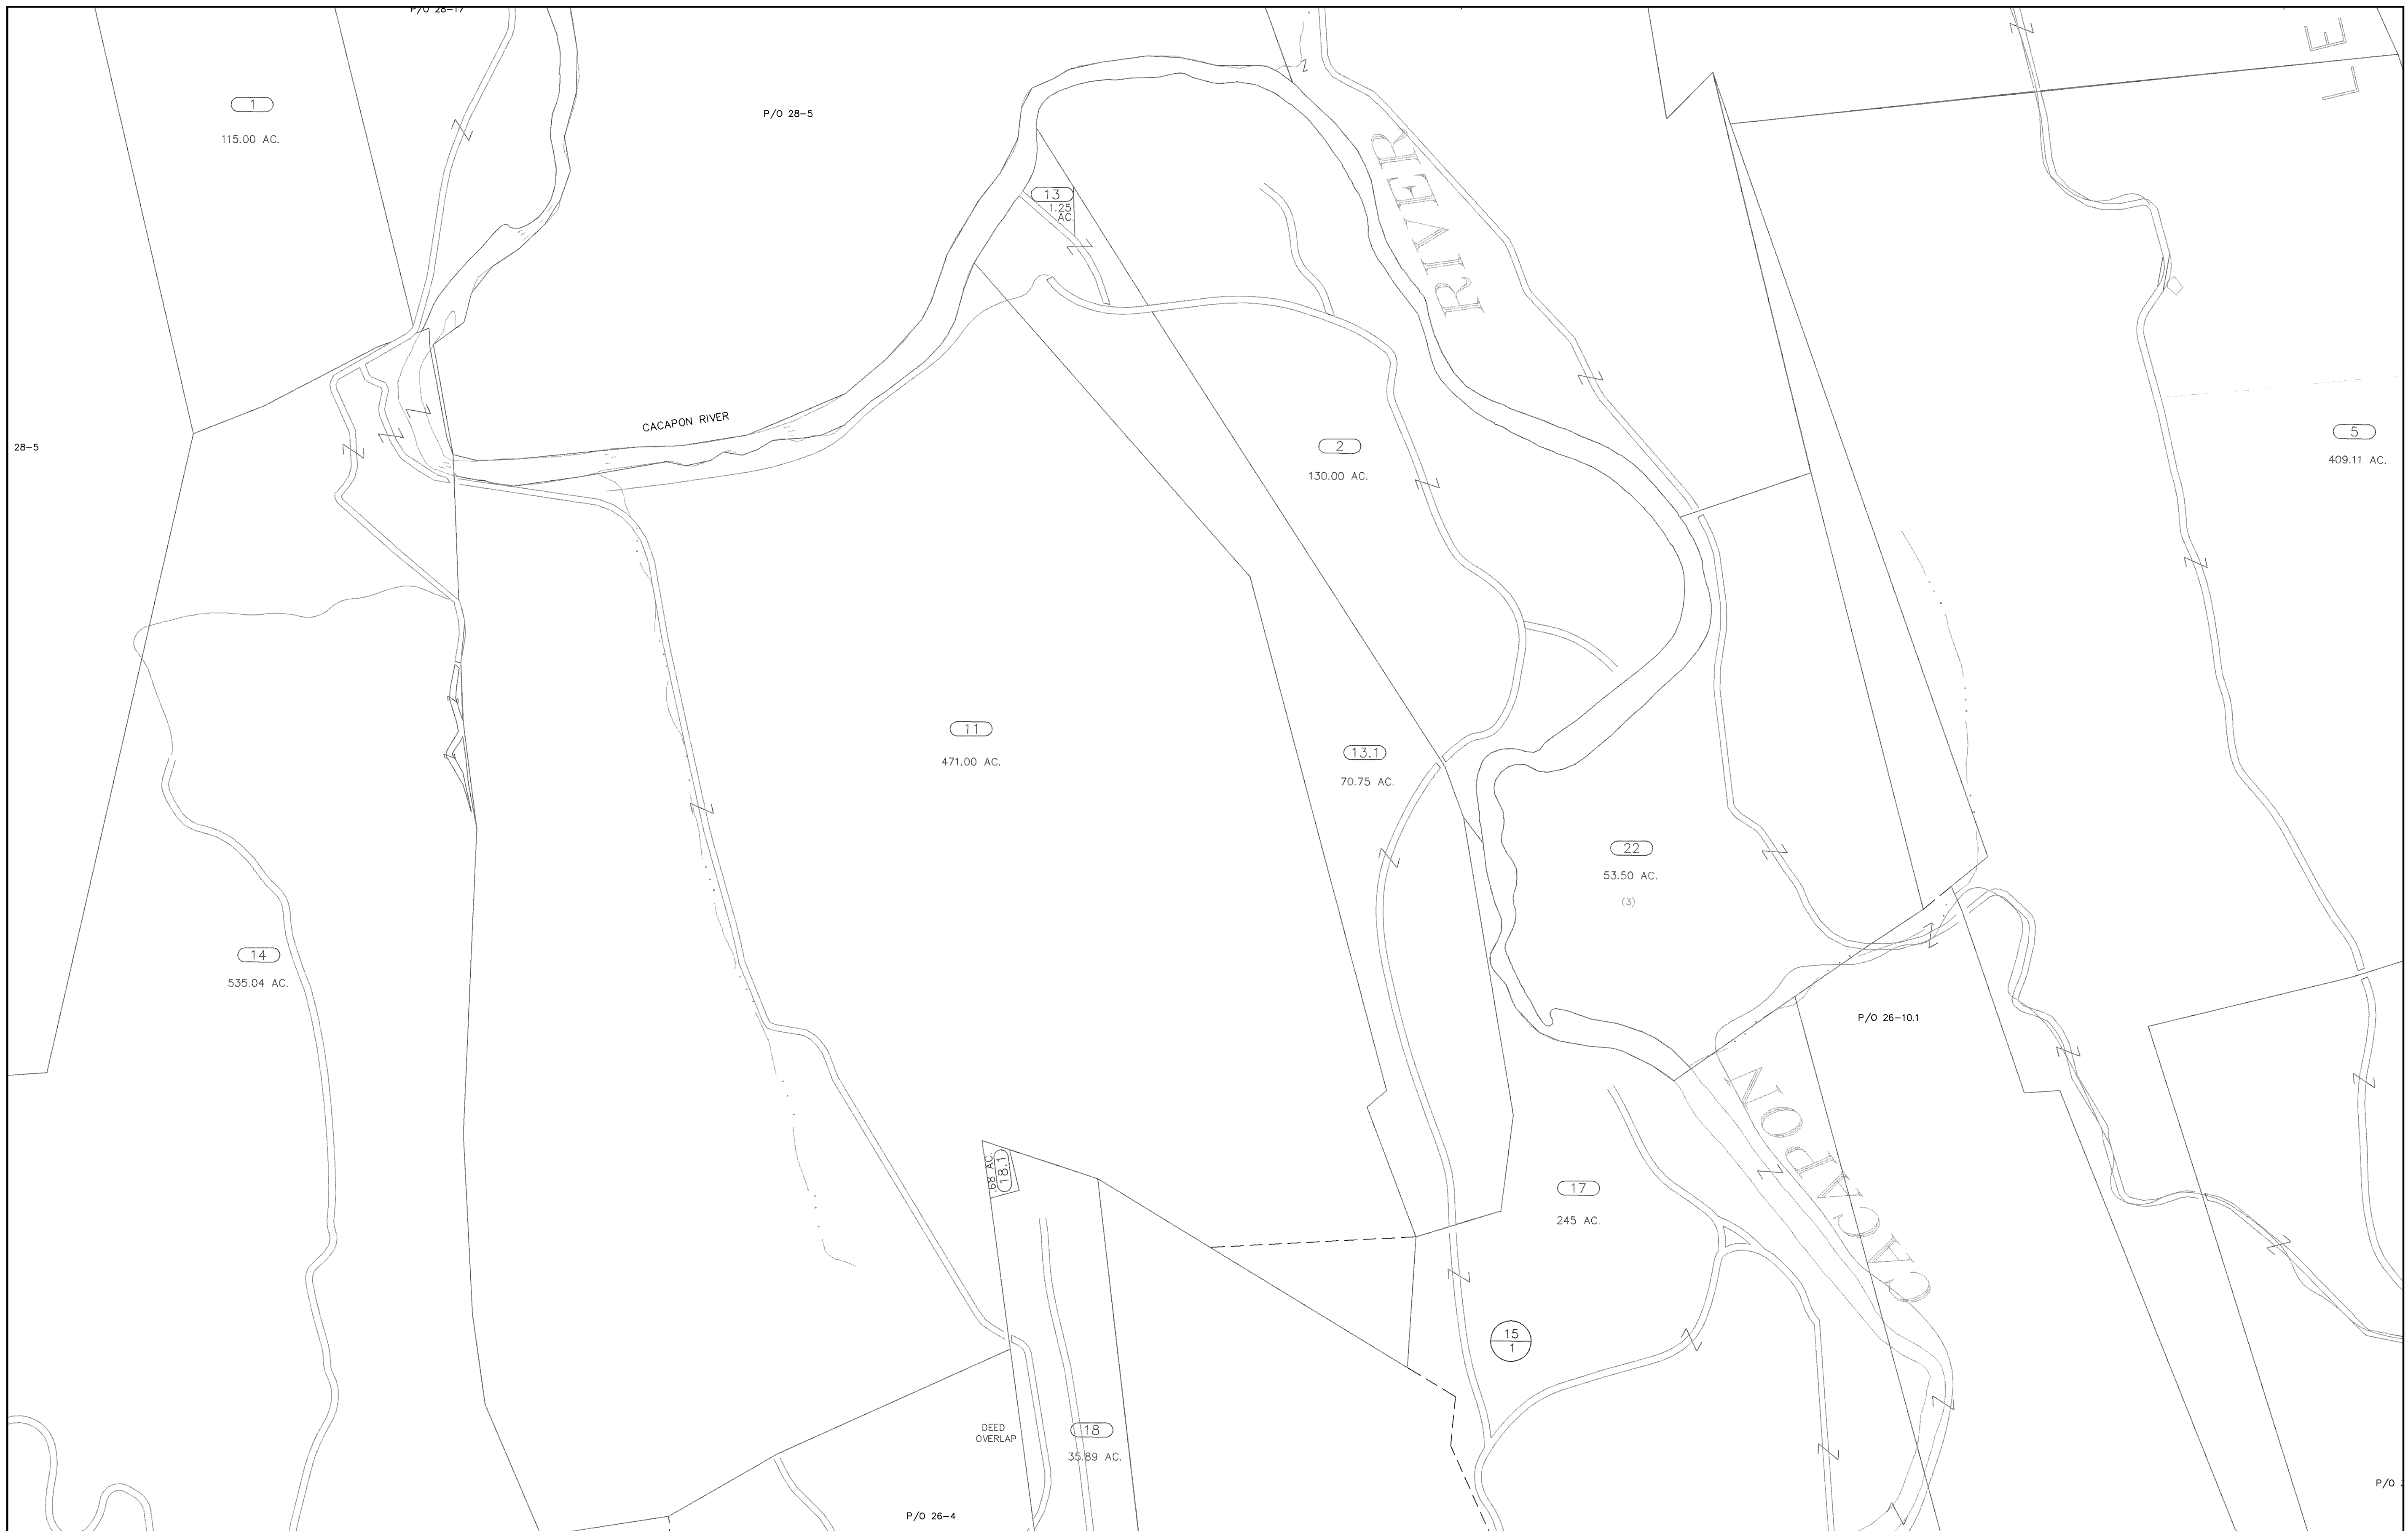 P/O 28-17
1
115.00 AC.
P/O 28-5
13
1.25
AC.
RIVER
L E
28-5
CACAPON RIVER
2
130.00 AC.
5
409.11 AC.
11
471.00 AC.
13.1
70.75 AC.
22
53.50 AC.
(3)
14
535.04 AC.
P/O 26-10.1
CACAPON
18.1
.68 AC.
17
245 AC.
15
1
DEED
OVERLAP
18
35.89 AC.
P/O 26-4
P/O